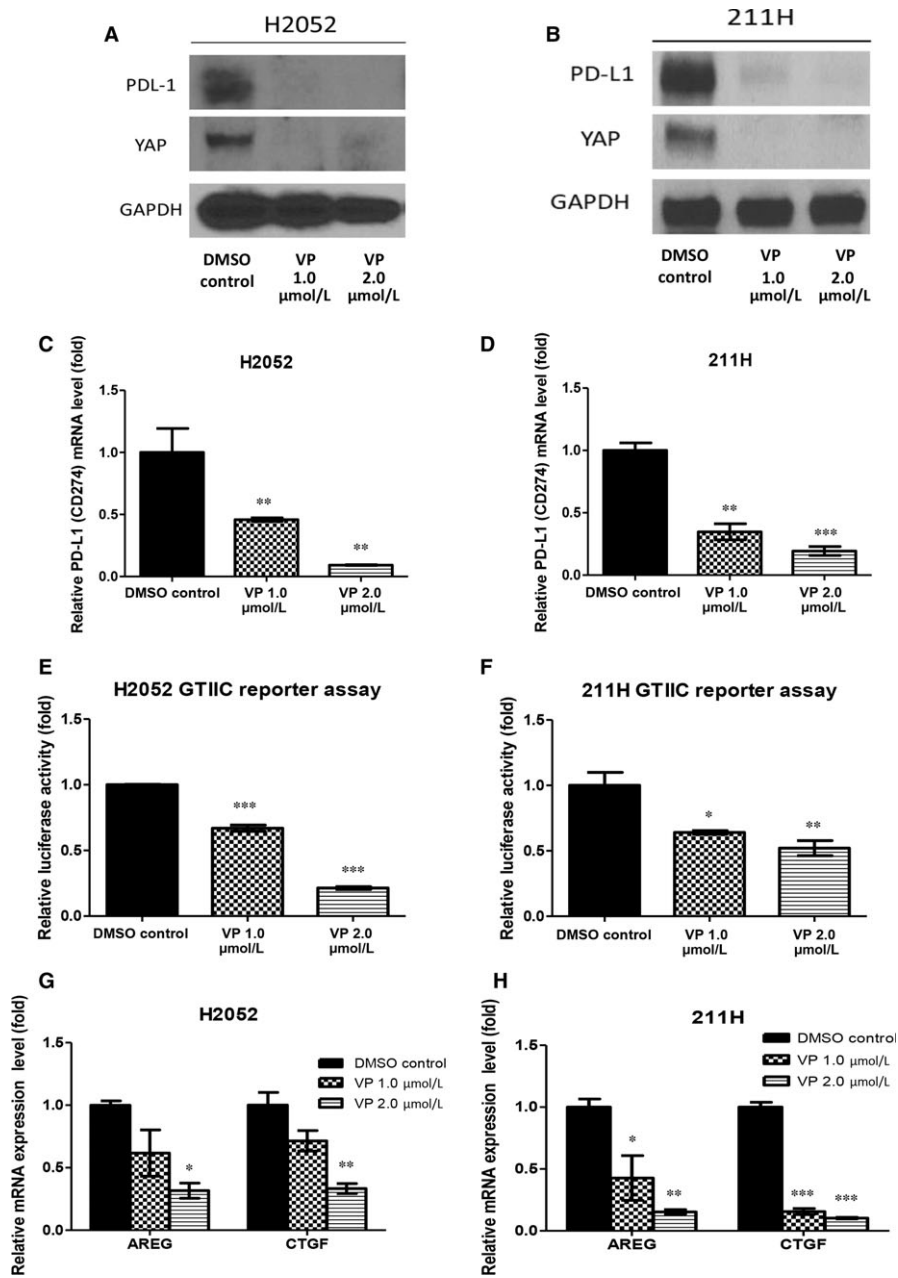 A
H2052
PDL-1
YAP
GAPDH
DMSO control
VP 1.0 μmol/L
VP 2.0 μmol/L
B
211H
PD-L1
YAP
GAPDH
DMSO control
VP 1.0 μmol/L
VP 2.0 μmol/L
C
H2052
Relative PD-L1 (CD274) mRNA level (fold)
1.5
1.0
0.5
0.0
**
**
DMSO control
VP 1.0 μmol/L
VP 2.0 μmol/L
D
211H
Relative PD-L1 (CD274) mRNA level (fold)
1.5
1.0
0.5
0.0
**
***
DMSO control
VP 1.0 μmol/L
VP 2.0 μmol/L
E
H2052 GTIIC reporter assay
Relative luciferase activity (fold)
1.5
1.0
0.5
0.0
***
***
DMSO control
VP 1.0 μmol/L
VP 2.0 μmol/L
F
211H GTIIC reporter assay
Relative luciferase activity (fold)
1.5
1.0
0.5
0.0
*
**
DMSO control
VP 1.0 μmol/L
VP 2.0 μmol/L
G
H2052
Relative mRNA expression level (fold)
1.5
1.0
0.5
0.0
DMSO control
VP 1.0 μmol/L
VP 2.0 μmol/L
*
**
AREG
CTGF
H
211H
Relative mRNA expression level (fold)
1.5
1.0
0.5
0.0
DMSO control
VP 1.0 μmol/L
VP 2.0 μmol/L
*
**
***
***
AREG
CTGF